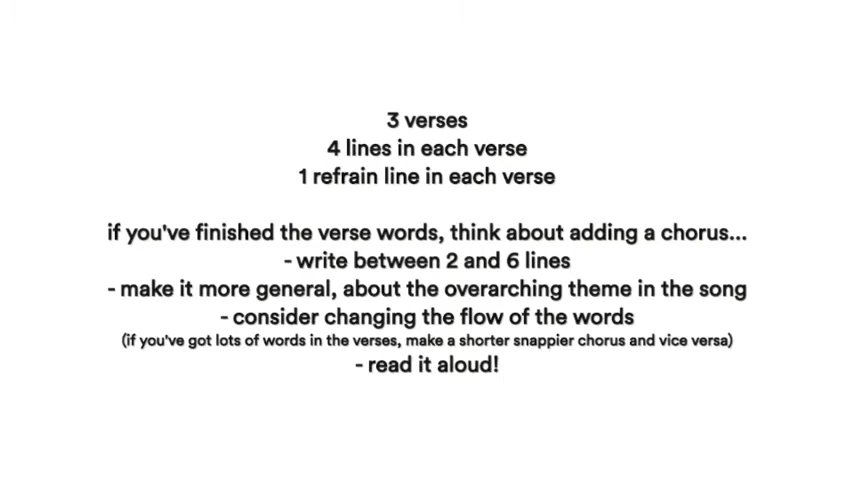 3 verses
4 lines in each verse
1 refrain line in each verse
if you've finished the verse words, think about adding a chorus...
- write between 2 and 6 lines
- make it more general, about the overarching theme in the song
- consider changing the flow of the words
(if you've got lots of words in the verses, make a shorter snappier chorus and vice versa)
- read it aloud!